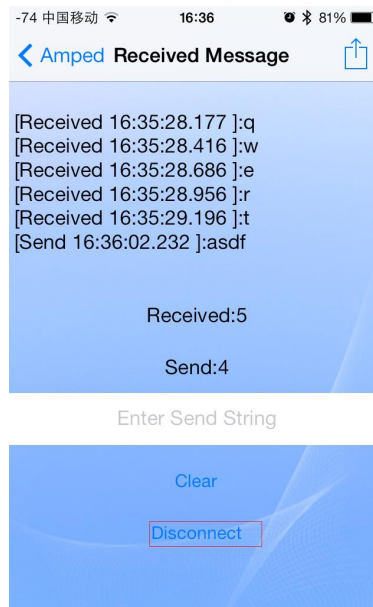 -74 中国移动 16:36 81%
Amped Received Message
[Received 16:35:28.177 ]:q
[Received 16:35:28.416 ]:w
[Received 16:35:28.686 ]:e
[Received 16:35:28.956 ]:r
[Received 16:35:29.196 ]:t
[Send 16:36:02.232 ]:asdf
Received:5
Send:4
Enter Send String
Clear
Disconnect